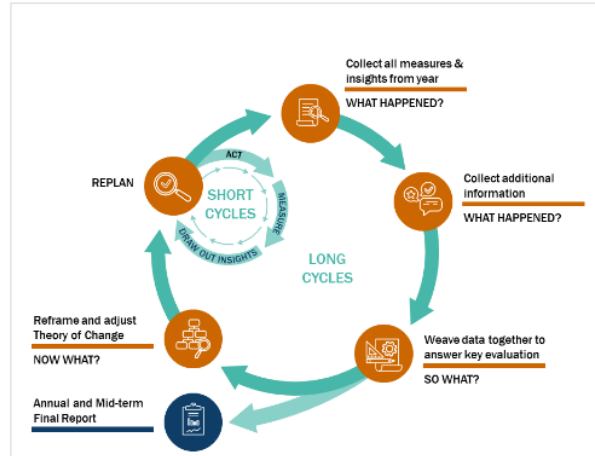 Collect all measures &
insights from year
WHAT HAPPENED?
Collect additional
information
WHAT HAPPENED?
Weave data together to
answer key evaluation
SO WHAT?
Annual and Mid-term
Final Report
Reframe and adjust
Theory of Change
NOW WHAT?
REPLAN
ACT
MEASURE
DRAW OUT INSIGHTS
SHORT
CYCLES
LONG
CYCLES